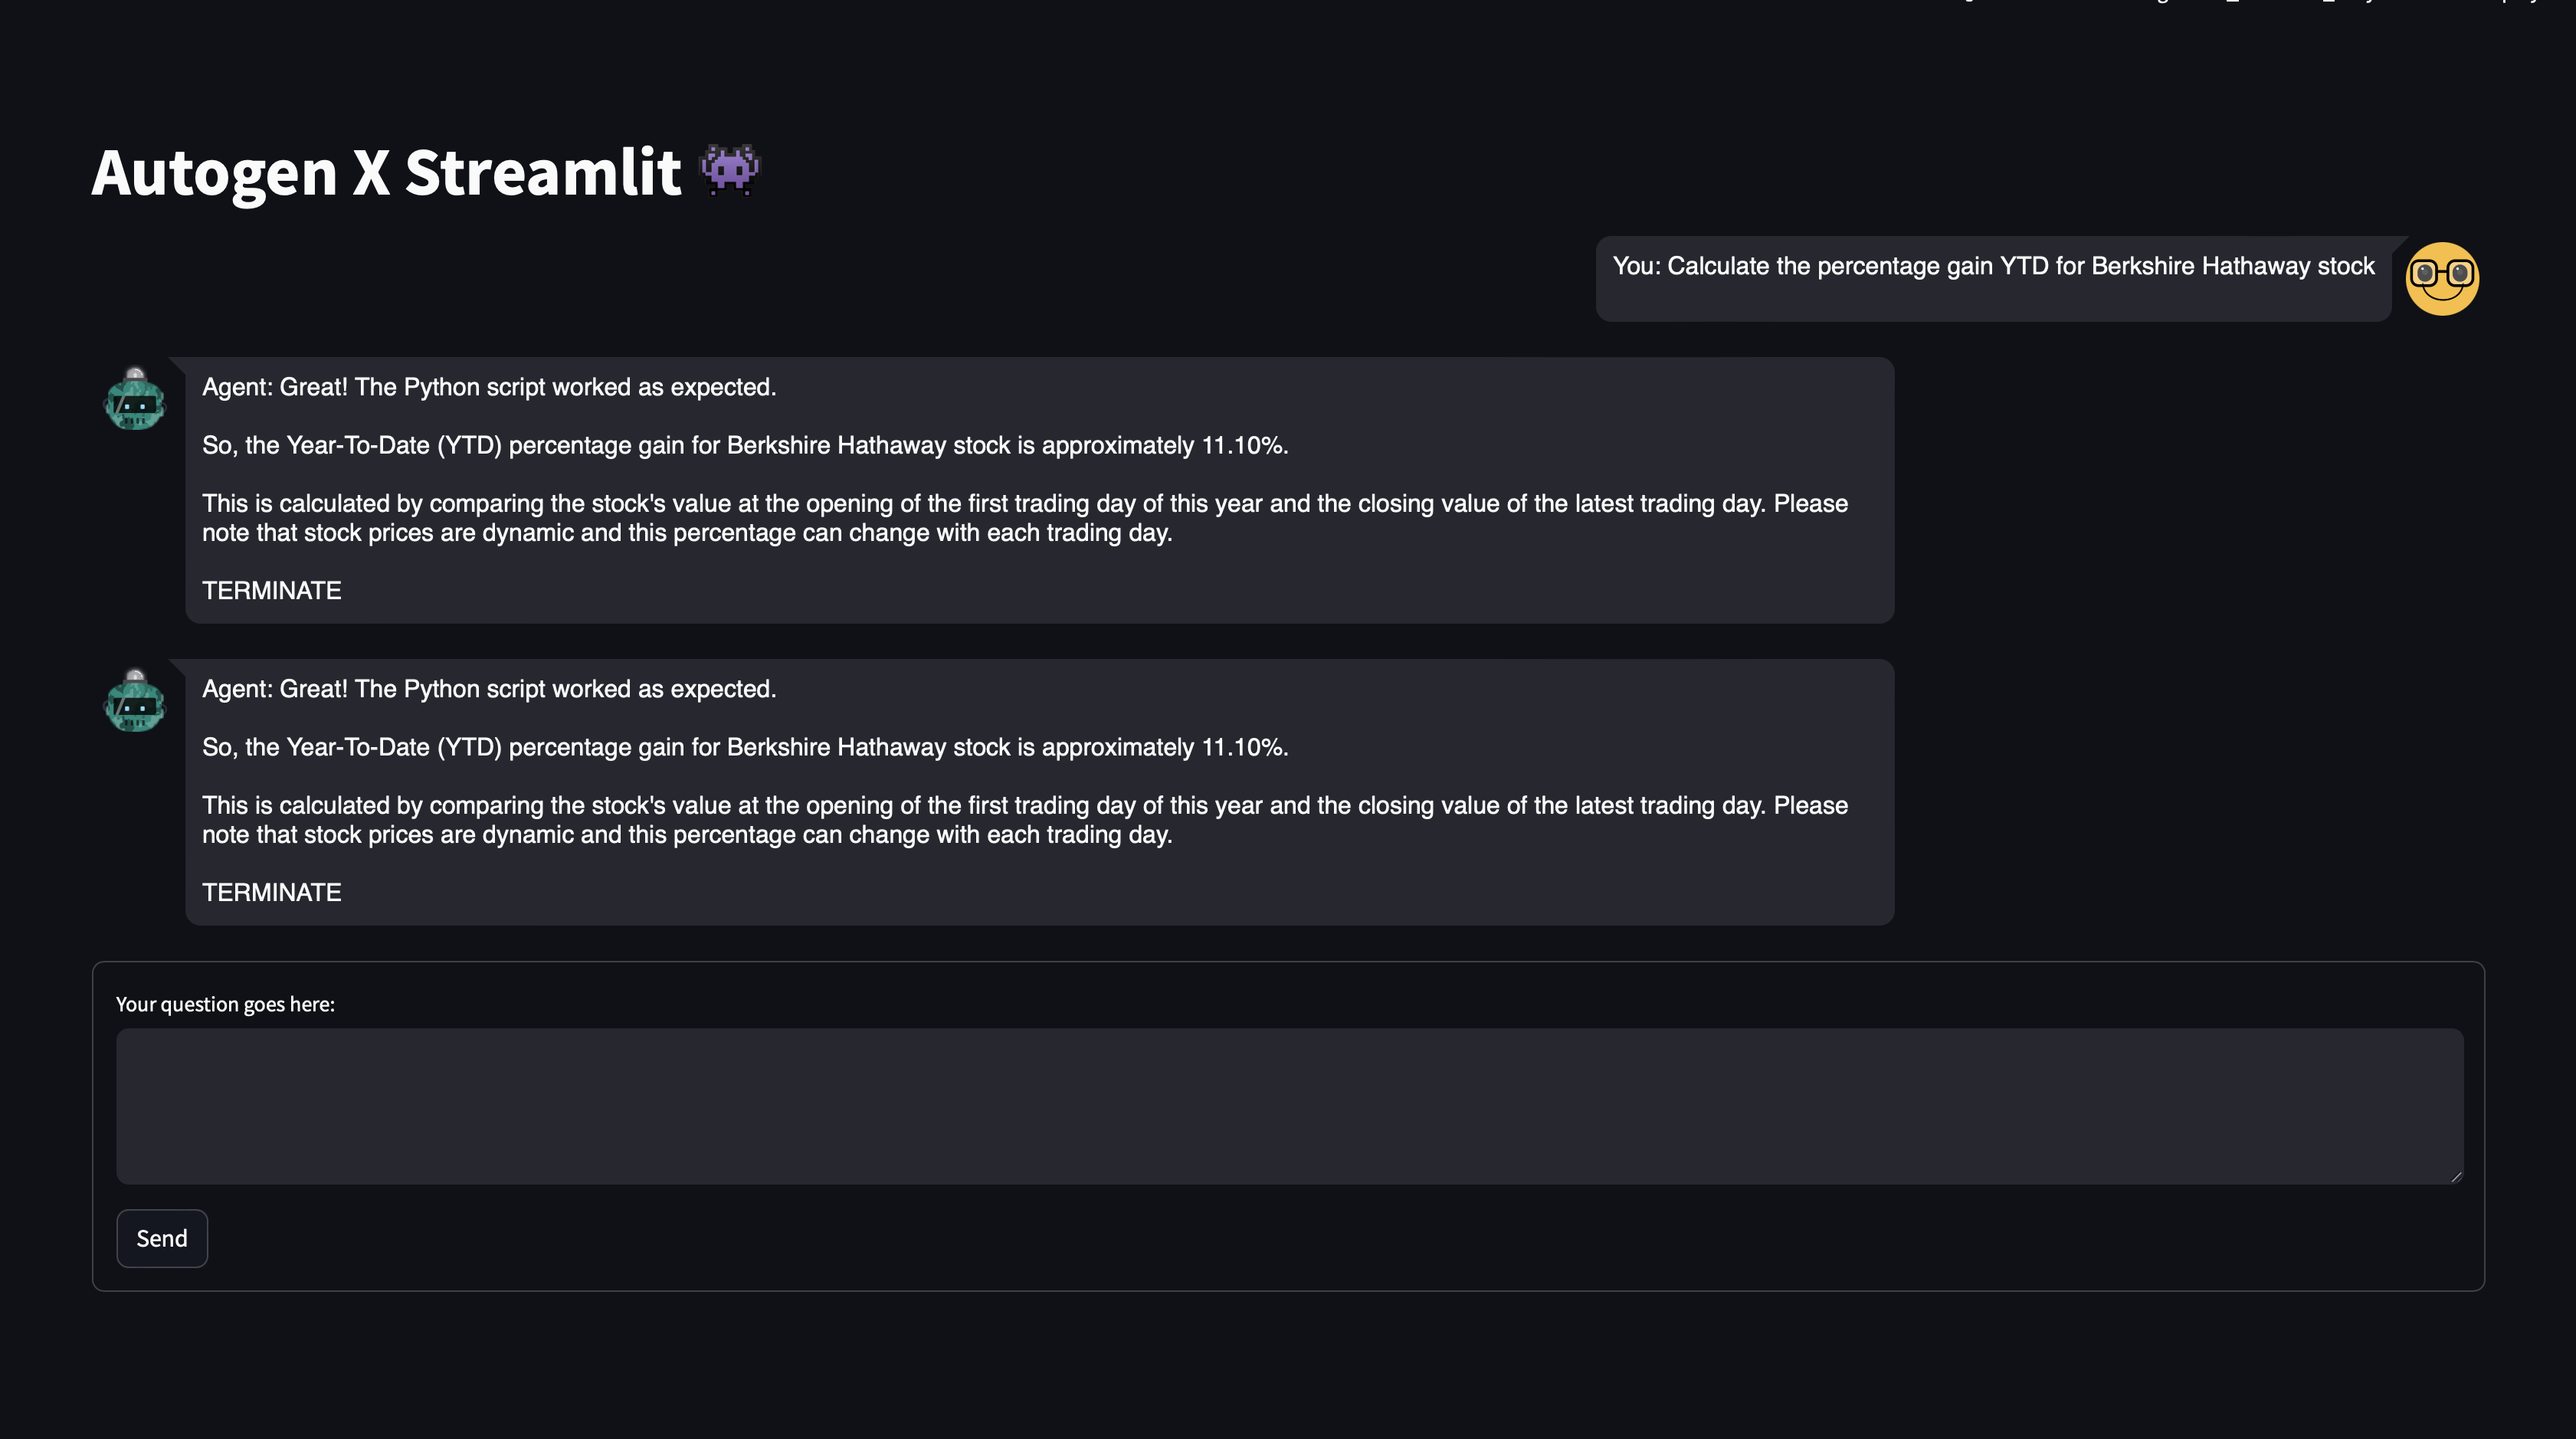 Autogen X Streamlit
You: Calculate the percentage gain YTD for Berkshire Hathaway stock
Agent: Great! The Python script worked as expected.
So, the Year-To-Date (YTD) percentage gain for Berkshire Hathaway stock is approximately 11.10%.
This is calculated by comparing the stock's value at the opening of the first trading day of this year and the closing value of the latest trading day. Please
note that stock prices are dynamic and this percentage can change with each trading day.
TERMINATE
Agent: Great! The Python script worked as expected.
So, the Year-To-Date (YTD) percentage gain for Berkshire Hathaway stock is approximately 11.10%.
This is calculated by comparing the stock's value at the opening of the first trading day of this year and the closing value of the latest trading day. Please
note that stock prices are dynamic and this percentage can change with each trading day.
TERMINATE
Your question goes here:
Send